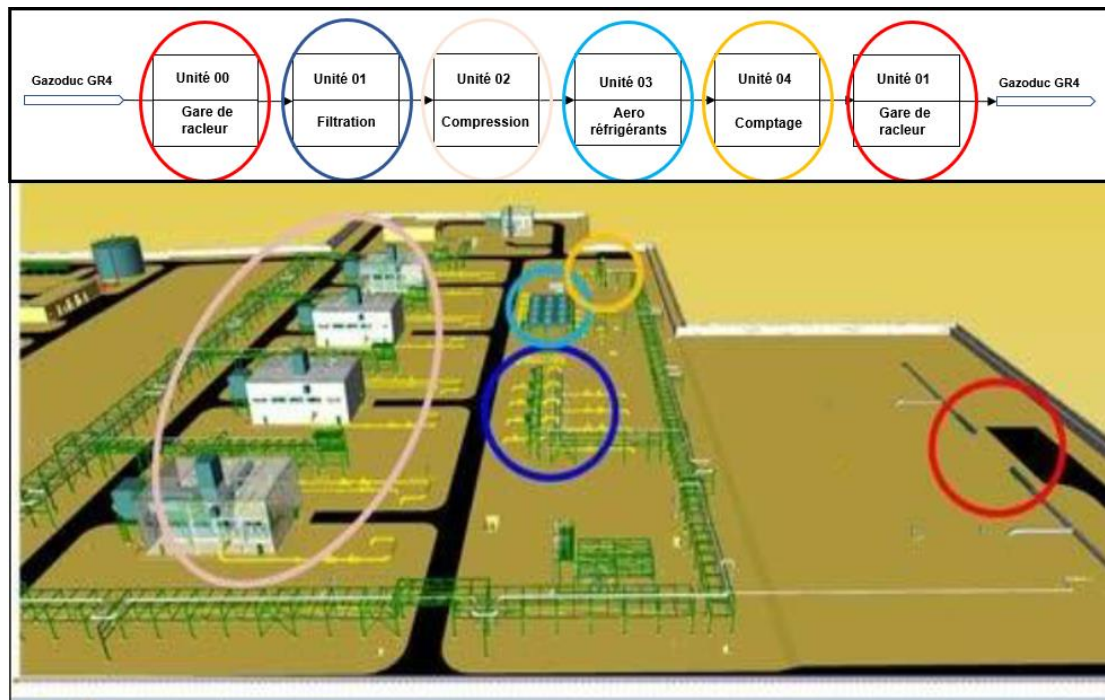 Gazoduc GR4
Unité 00
Gare de
racleur
Unité 01
Filtration
Unité 02
Compression
Unité 03
Aero
réfrigérants
Unité 04
Comptage
Unité 01
Gare de
racleur
Gazoduc GR4